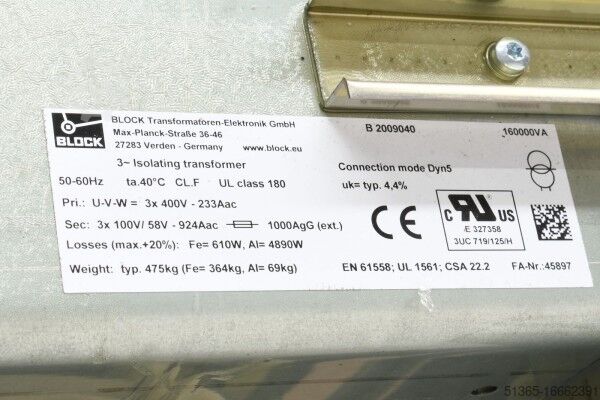 BLOCK
BLOCK Transformatoren-Elektronik GmbH
Max-Planck-Straße 36-46
27283 Verden - Germany www.block.eu
B 2009040 160000VA
3~ Isolating transformer
Connection mode Dyn5
50-60Hz ta.40°C CL.F UL class 180
uk= typ. 4,4%
Pri.: U-V-W = 3x 400V - 233Aac
Sec: 3x 100V/ 58V - 924Aac 1000AgG (ext.)
Losses (max.+20%): Fe= 610W, Al= 4890W
Weight: typ. 475kg (Fe= 364kg, Al= 69kg)
CE
C RU US
Æ 327358
3UC 719/125/H
EN 61558; UL 1561; CSA 22.2 FA-Nr.:45897
51365-16662391